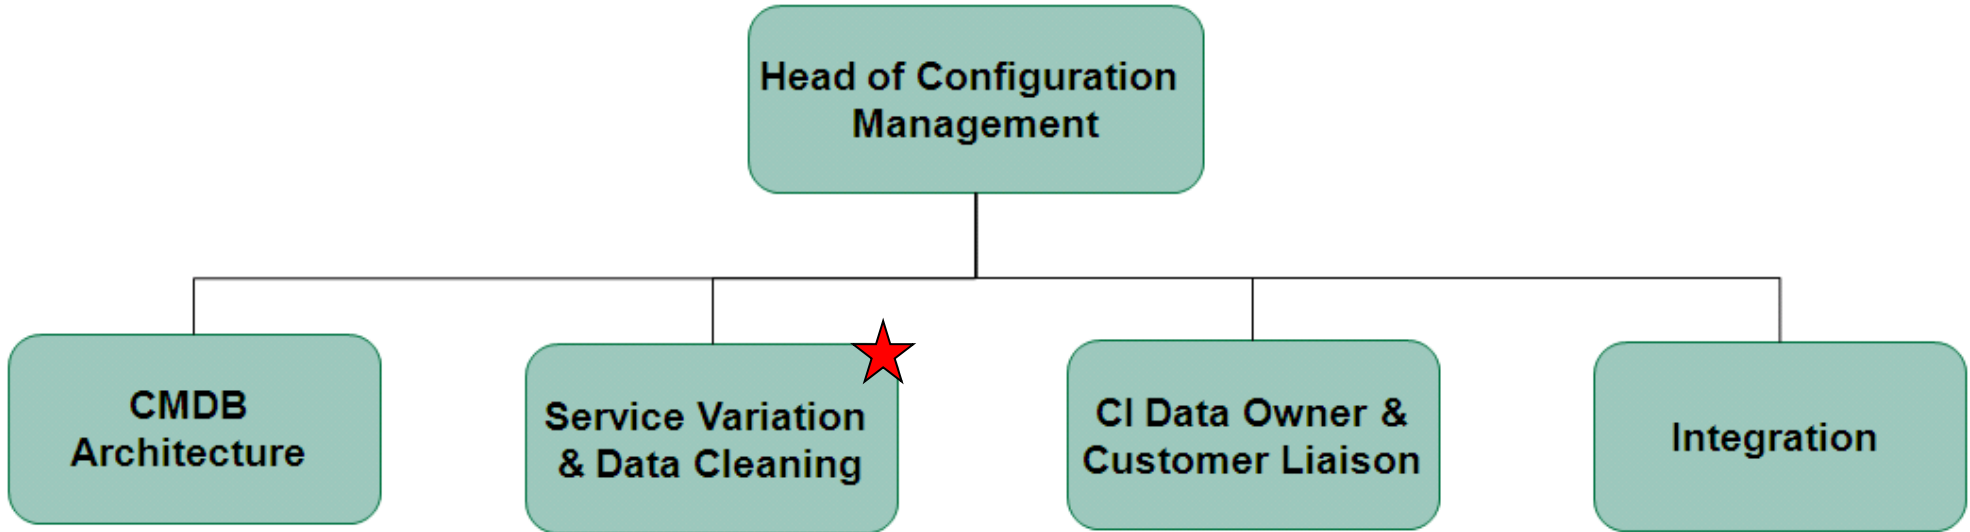 Head of Configuration
Management
CMDB
Architecture
Service Variation
& Data Cleaning
CI Data Owner &
Customer Liaison
Integration